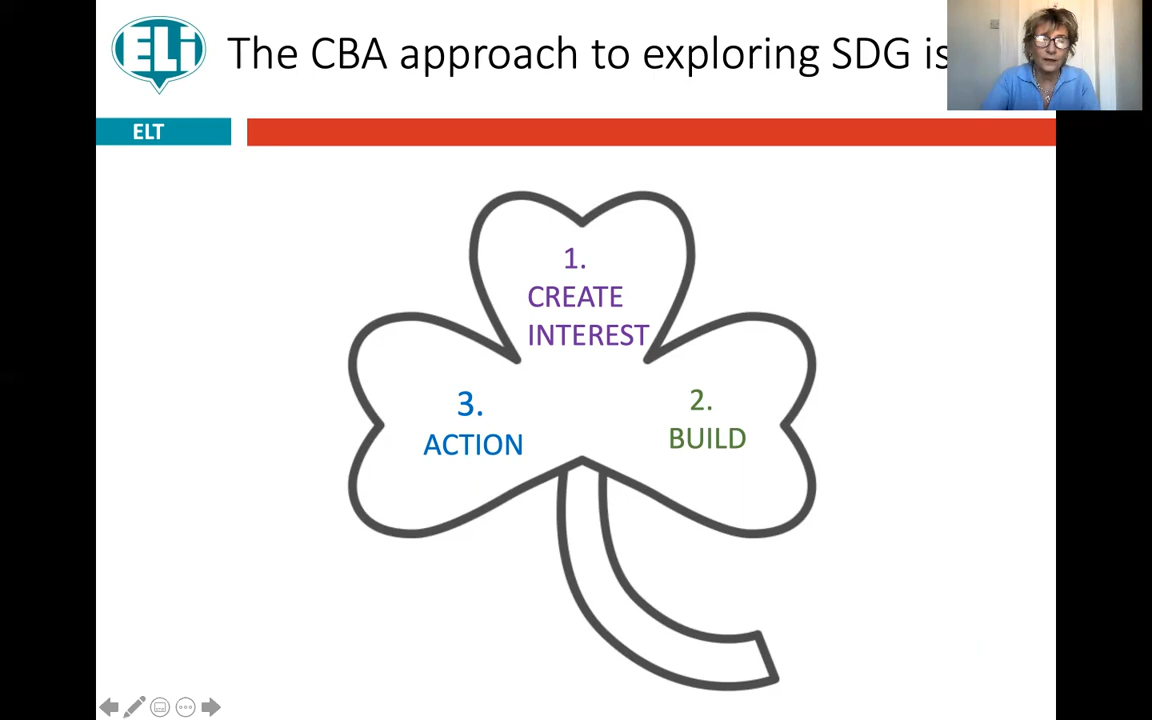 ELi
The CBA approach to exploring SDG is
ELT
1.
CREATE
INTEREST
3.
ACTION
2.
BUILD